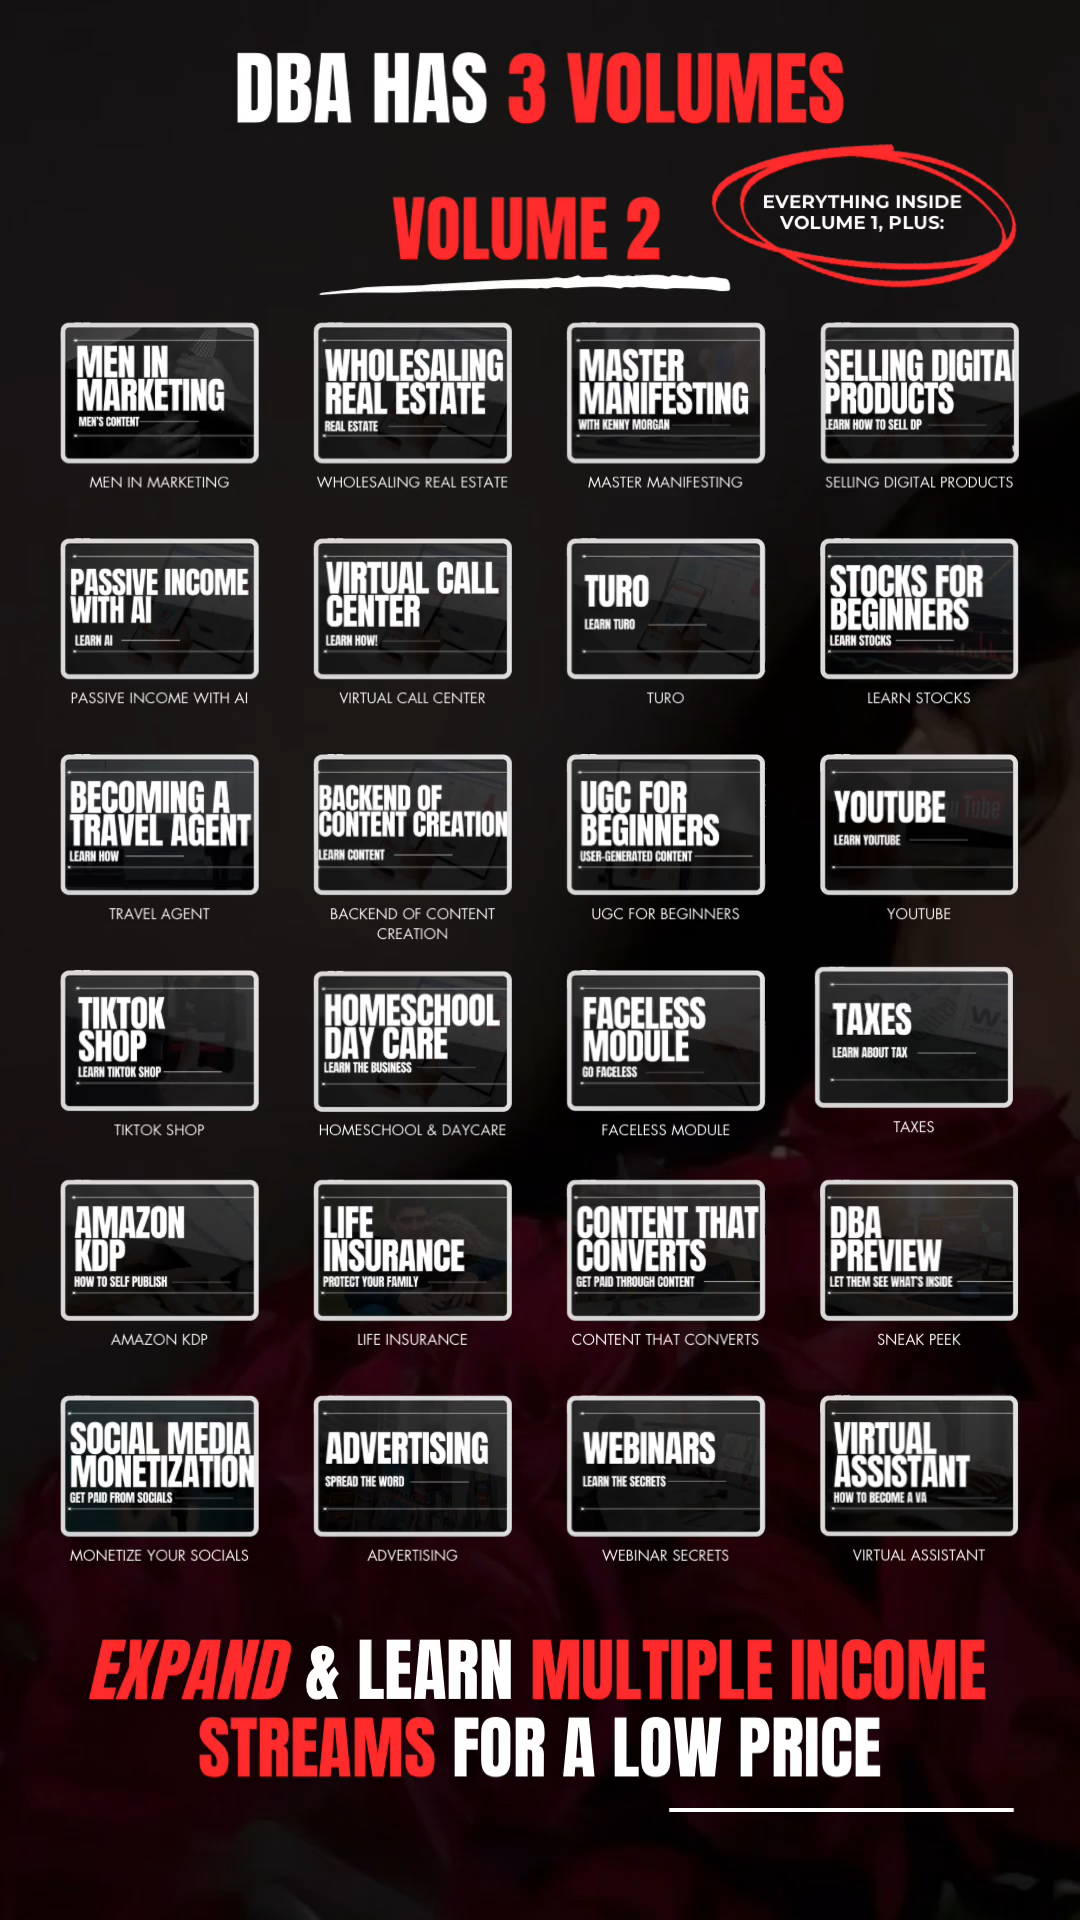 DBA HAS 3 VOLUMES
VOLUME 2
EVERYTHING INSIDE
VOLUME 1, PLUS:
MEN IN
MARKETING
MEN'S CONTENT
MEN IN MARKETING
WHOLESALING
REAL ESTATE
REAL ESTATE
WHOLESALING REAL ESTATE
MASTER
MANIFESTING
WITH KENNY MORGAN
MASTER MANIFESTING
SELLING DIGITAL
PRODUCTS
LEARN HOW TO SELL DP
SELLING DIGITAL PRODUCTS
PASSIVE INCOME
WITH AI
LEARN AI
PASSIVE INCOME WITH AI
VIRTUAL CALL
CENTER
LEARN HOW!
VIRTUAL CALL CENTER
TURO
LEARN TURO
TURO
STOCKS FOR
BEGINNERS
LEARN STOCKS
LEARN STOCKS
BECOMING A
TRAVEL AGENT
LEARN HOW
TRAVEL AGENT
BACKEND OF
CONTENT CREATION
LEARN CONTENT
BACKEND OF CONTENT
CREATION
UGC FOR
BEGINNERS
USER-GENERATED CONTENT
UGC FOR BEGINNERS
YOUTUBE
LEARN YOUTUBE
YOUTUBE
TIKTOK
SHOP
LEARN TIKTOK SHOP
TIKTOK SHOP
HOMESCHOOL
DAY CARE
LEARN THE BUSINESS
HOMESCHOOL & DAYCARE
FACELESS
MODULE
GO FACELESS
FACELESS MODULE
TAXES
LEARN ABOUT TAX
TAXES
AMAZON
KDP
HOW TO SELF PUBLISH
AMAZON KDP
LIFE
INSURANCE
PROTECT YOUR FAMILY
LIFE INSURANCE
CONTENT THAT
CONVERTS
GET PAID THROUGH CONTENT
CONTENT THAT CONVERTS
DBA
PREVIEW
LET THEM SEE WHAT'S INSIDE
SNEAK PEEK
SOCIAL MEDIA
MONETIZATION
GET PAID FROM SOCIALS
MONETIZE YOUR SOCIALS
ADVERTISING
SPREAD THE WORD
ADVERTISING
WEBINARS
LEARN THE SECRETS
WEBINAR SECRETS
VIRTUAL
ASSISTANT
HOW TO BECOME A VA
VIRTUAL ASSISTANT
EXPAND & LEARN MULTIPLE INCOME
STREAMS FOR A LOW PRICE